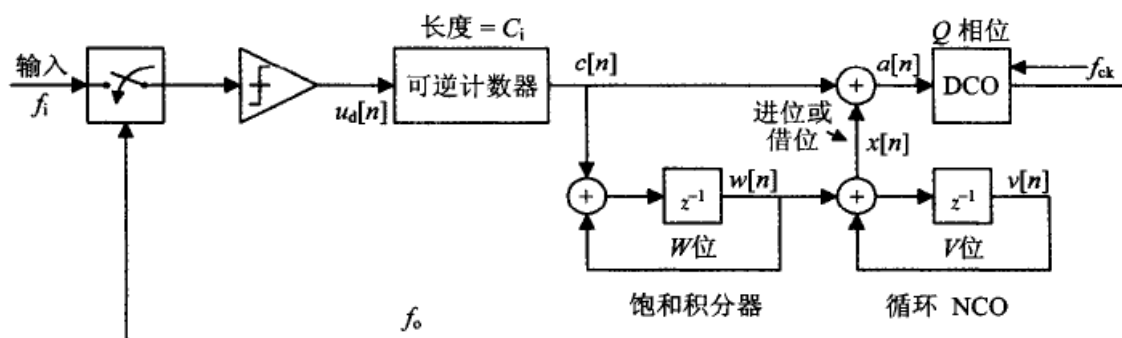 长度 = Cᵢ
Q 相位
输入
fᵢ
u_d[n]
可逆计数器
c[n]
a[n]
DCO
f_ck
进位或
借位
x[n]
z⁻¹
w[n]
z⁻¹
v[n]
W位
V位
饱和积分器
循环 NCO
fₒ